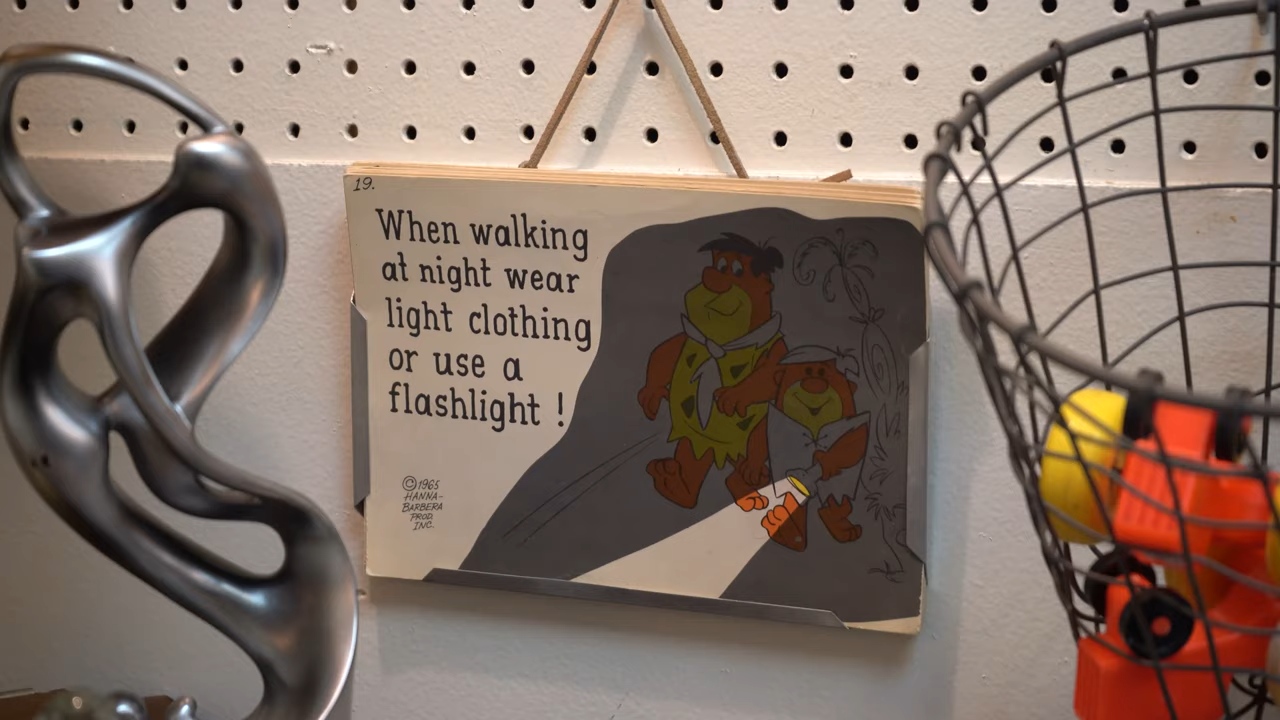 19.
When walking
at night wear
light clothing
or use a
flashlight !
©1965
HANNA-
BARBERA
PROD.
INC.